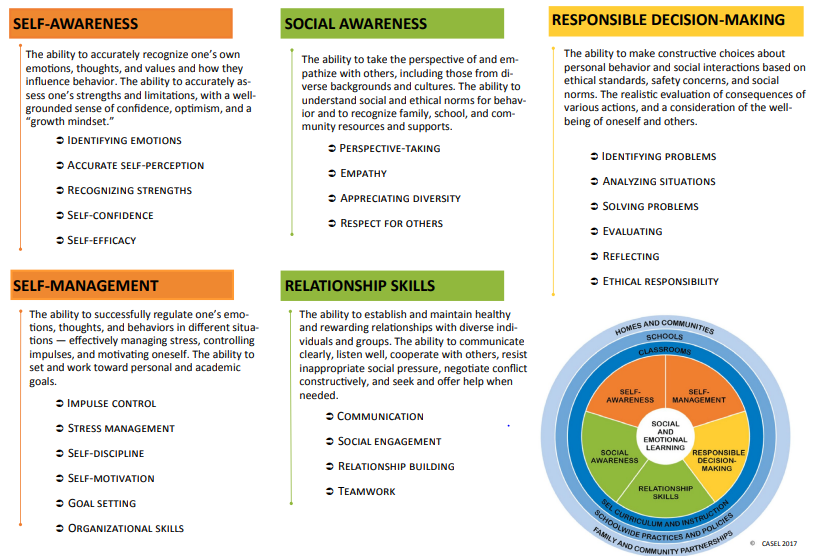 SELF-AWARENESS
The ability to accurately recognize one's own
emotions, thoughts, and values and how they
influence behavior. The ability to accurately as-
sess one's strengths and limitations, with a well-
grounded sense of confidence, optimism, and a
"growth mindset."
➲ IDENTIFYING EMOTIONS
➲ ACCURATE SELF-PERCEPTION
➲ RECOGNIZING STRENGTHS
➲ SELF-CONFIDENCE
➲ SELF-EFFICACY
SELF-MANAGEMENT
The ability to successfully regulate one's emo-
tions, thoughts, and behaviors in different situa-
tions — effectively managing stress, controlling
impulses, and motivating oneself. The ability to
set and work toward personal and academic
goals.
➲ IMPULSE CONTROL
➲ STRESS MANAGEMENT
➲ SELF-DISCIPLINE
➲ SELF-MOTIVATION
➲ GOAL SETTING
➲ ORGANIZATIONAL SKILLS
SOCIAL AWARENESS
The ability to take the perspective of and em-
pathize with others, including those from di-
verse backgrounds and cultures. The ability to
understand social and ethical norms for behav-
ior and to recognize family, school, and com-
munity resources and supports.
➲ PERSPECTIVE-TAKING
➲ EMPATHY
➲ APPRECIATING DIVERSITY
➲ RESPECT FOR OTHERS
RELATIONSHIP SKILLS
The ability to establish and maintain healthy
and rewarding relationships with diverse indi-
viduals and groups. The ability to communicate
clearly, listen well, cooperate with others, resist
inappropriate social pressure, negotiate conflict
constructively, and seek and offer help when
needed.
➲ COMMUNICATION
➲ SOCIAL ENGAGEMENT
➲ RELATIONSHIP BUILDING
➲ TEAMWORK
RESPONSIBLE DECISION-MAKING
The ability to make constructive choices about
personal behavior and social interactions based on
ethical standards, safety concerns, and social
norms. The realistic evaluation of consequences of
various actions, and a consideration of the well-
being of oneself and others.
➲ IDENTIFYING PROBLEMS
➲ ANALYZING SITUATIONS
➲ SOLVING PROBLEMS
➲ EVALUATING
➲ REFLECTING
➲ ETHICAL RESPONSIBILITY
HOMES AND COMMUNITIES
SCHOOLS
CLASSROOMS
SELF-
AWARENESS
SELF-
MANAGEMENT
SOCIAL
AND
EMOTIONAL
LEARNING
SOCIAL
AWARENESS
RESPONSIBLE
DECISION-
MAKING
RELATIONSHIP
SKILLS
SEL CURRICULUM AND INSTRUCTION
SCHOOLWIDE PRACTICES AND POLICIES
FAMILY AND COMMUNITY PARTNERSHIPS
© CASEL 2017